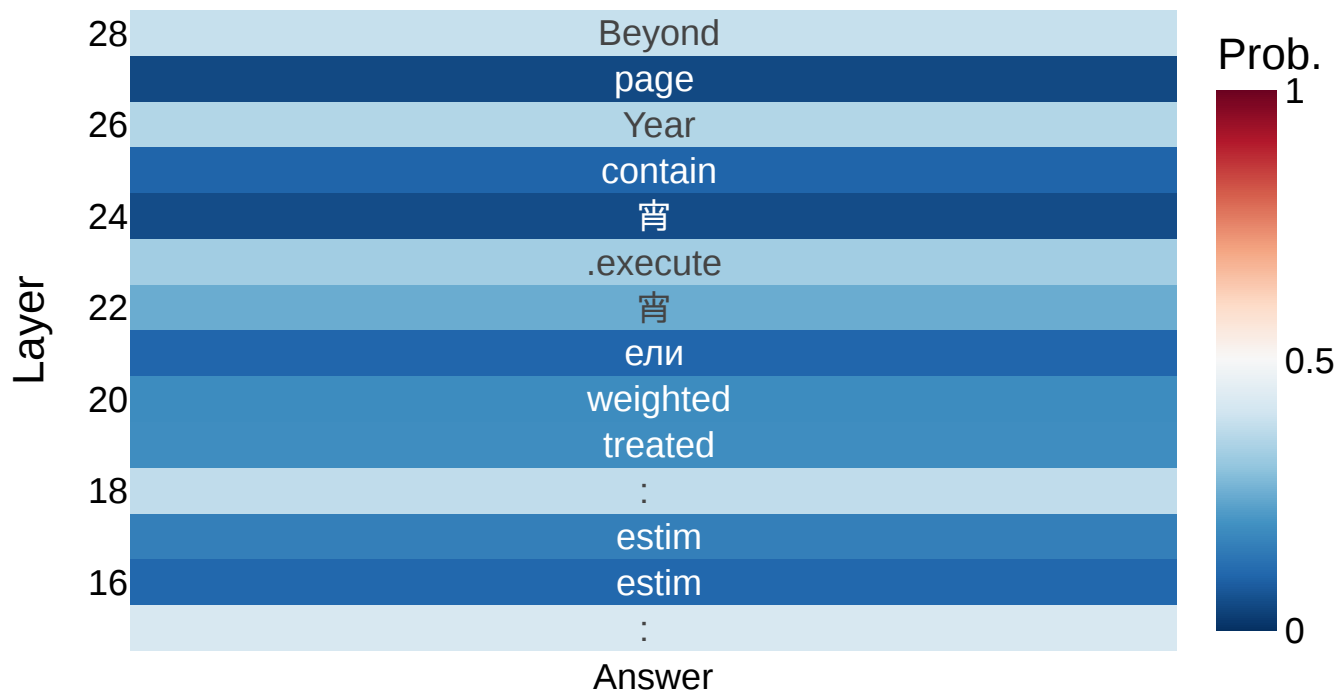 28 Beyond
page
26 Year
contain
24 宵
.execute
22 宵
ели
20 weighted
treated
18 :
estim
16 estim
:
Answer
Layer
Prob.
1
0.5
0